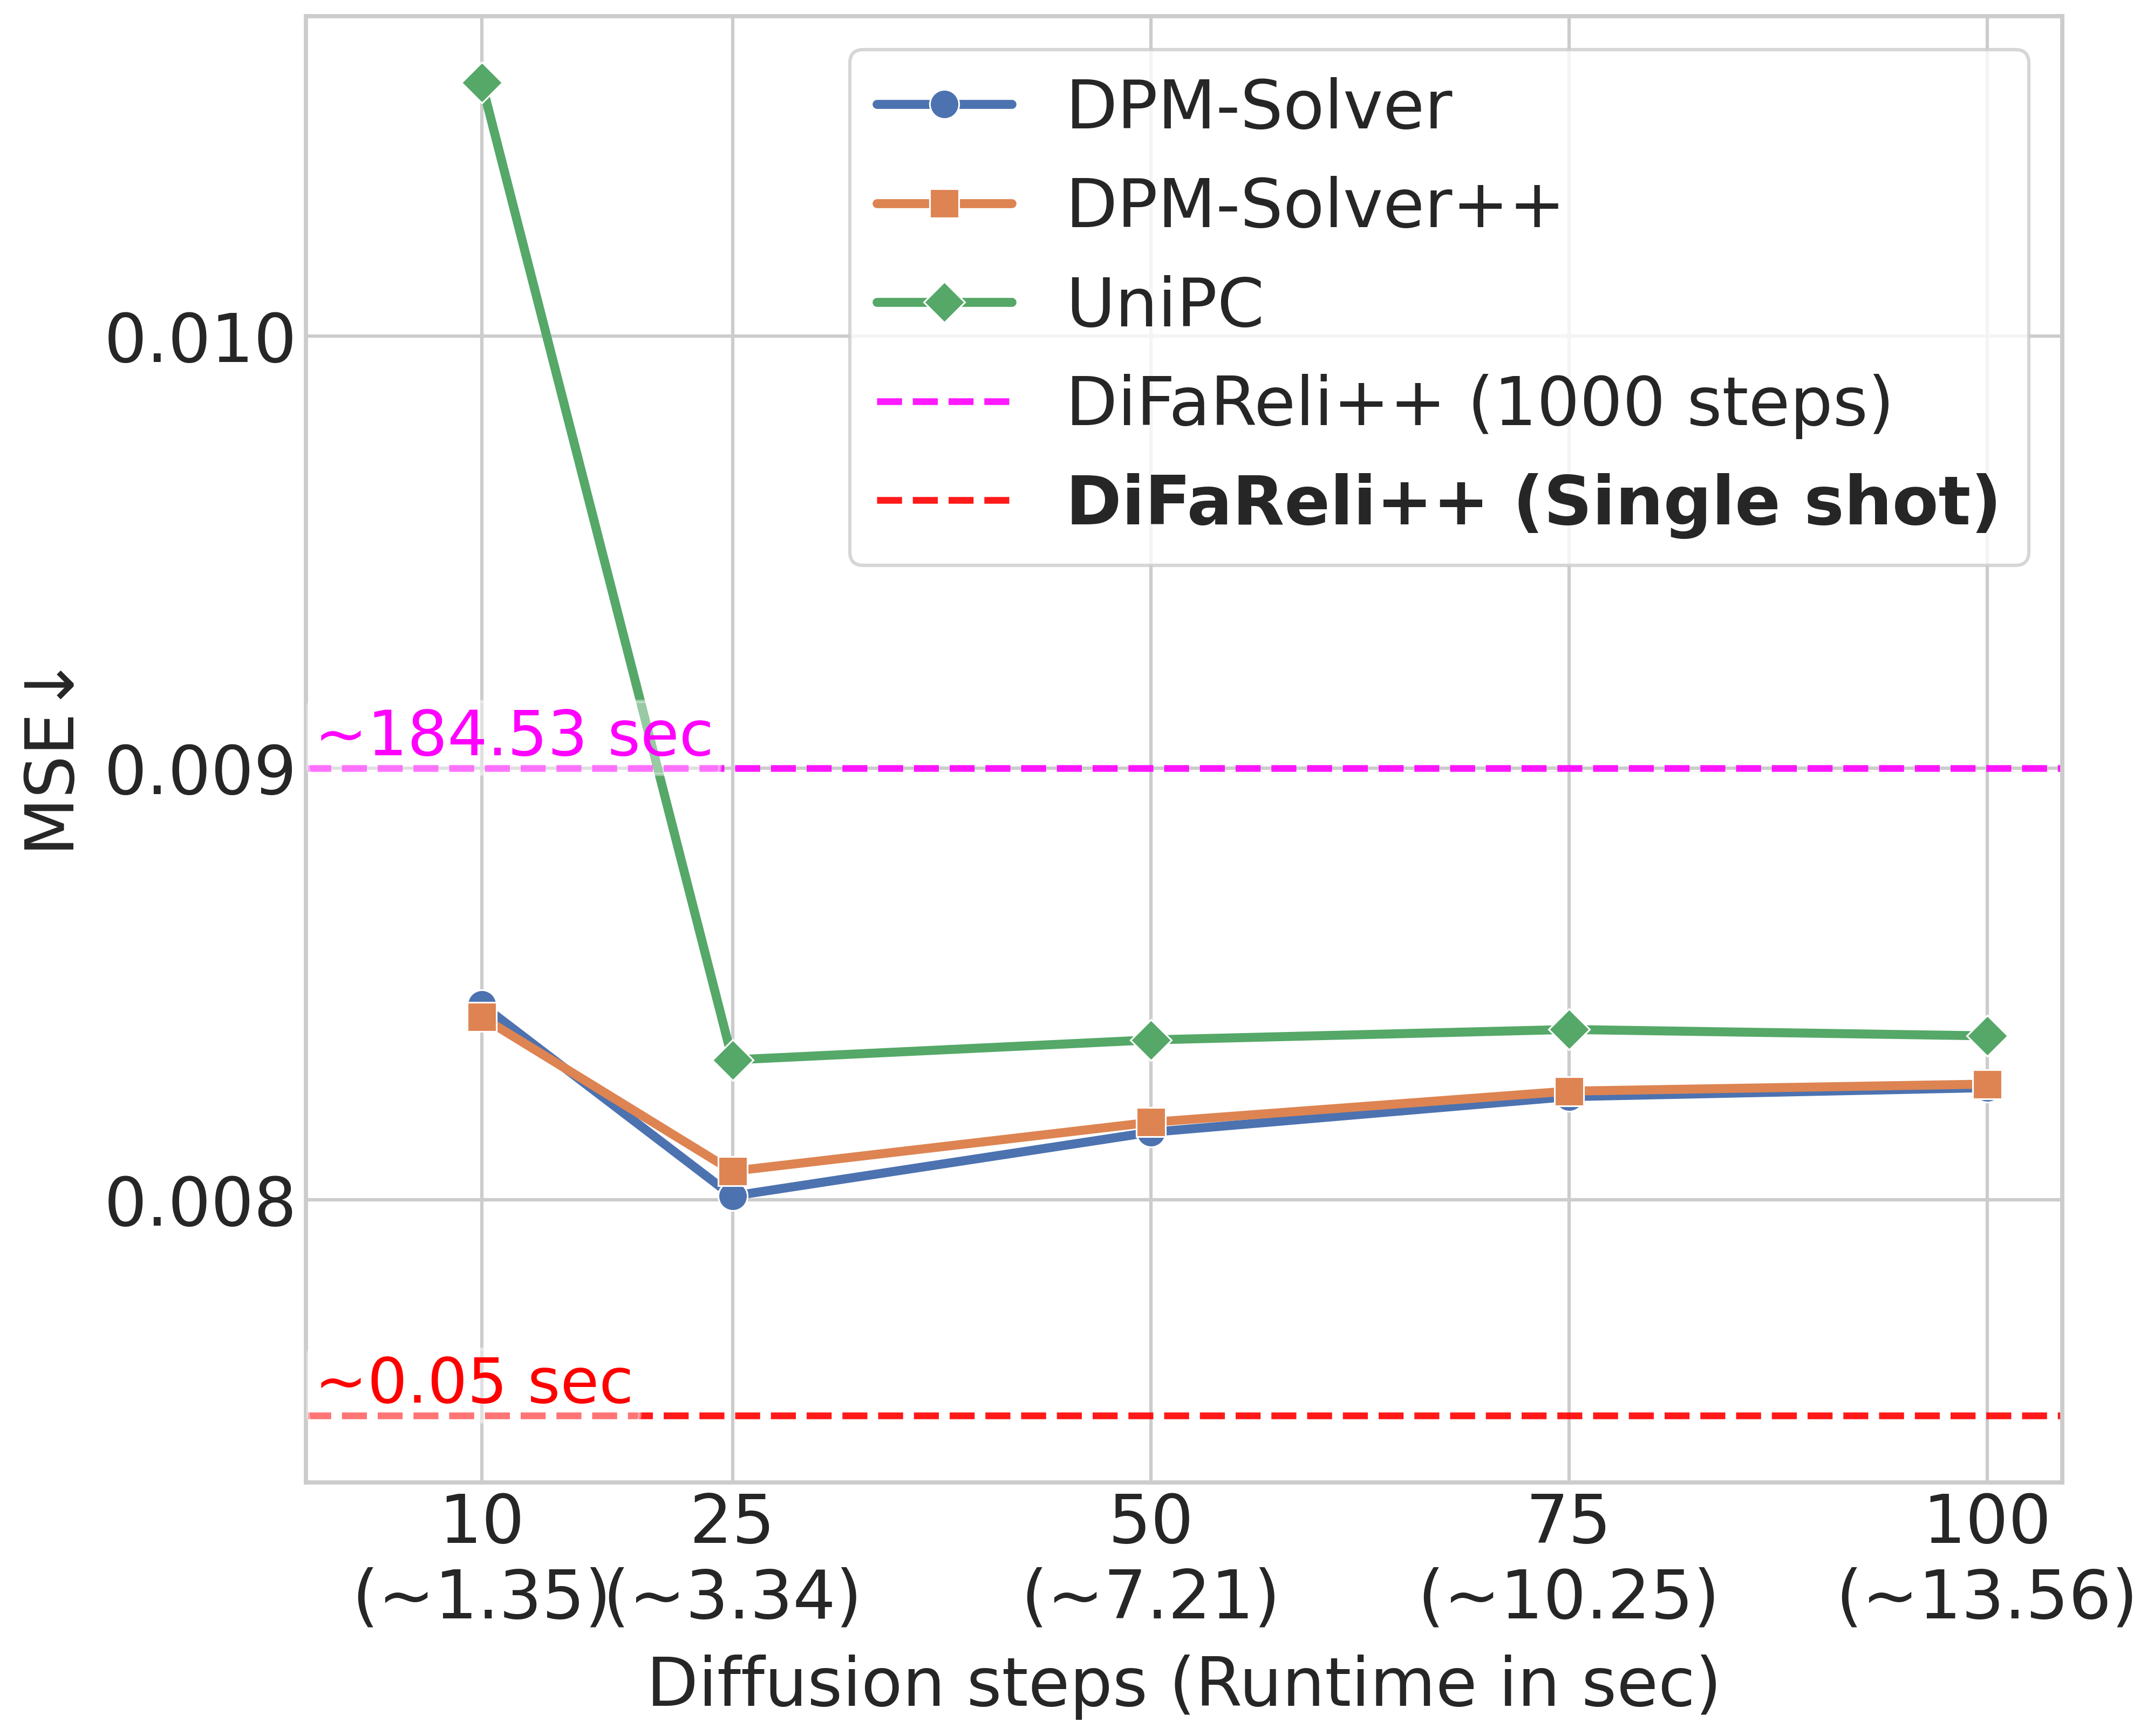 DPM-Solver
DPM-Solver++
UniPC
DiFaReli++ (1000 steps)
DiFaReli++ (Single shot)
MSE↓
0.010
0.009
0.008
~184.53 sec
~0.05 sec
10 25 50 75 100
(~1.35) (~3.34) (~7.21) (~10.25) (~13.56)
Diffusion steps (Runtime in sec)